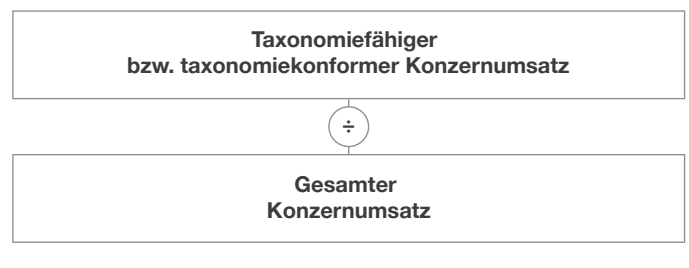 Taxonomiefähiger
bzw. taxonomiekonformer Konzernumsatz
÷
Gesamter
Konzernumsatz